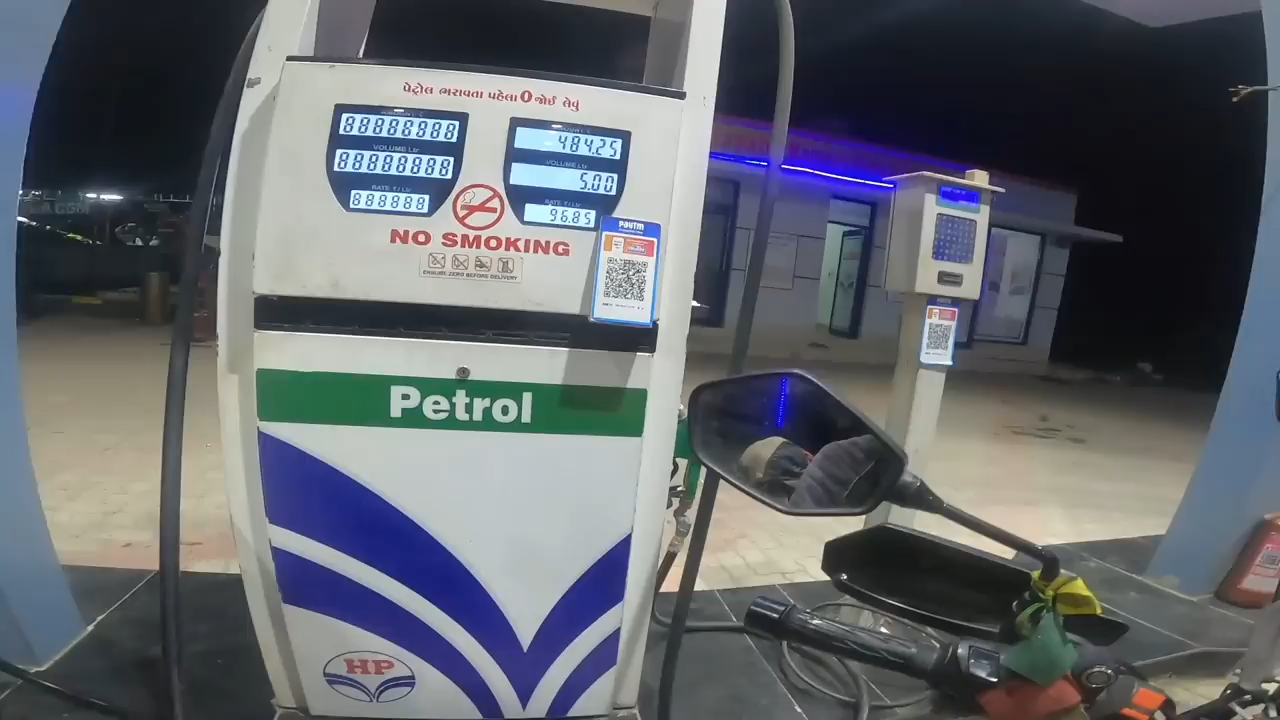 પેટ્રોલ ભરાવતા પહેલા 0 જોઈ લેવું
88888888
VOLUME Ltr
88888888
RATE ₹/ Ltr
888888
484.25
VOLUME Ltr
5.00
RATE ₹/ Ltr
96.85
NO SMOKING
ENSURE ZERO BEFORE DELIVERY
Paytm
Petrol
HP